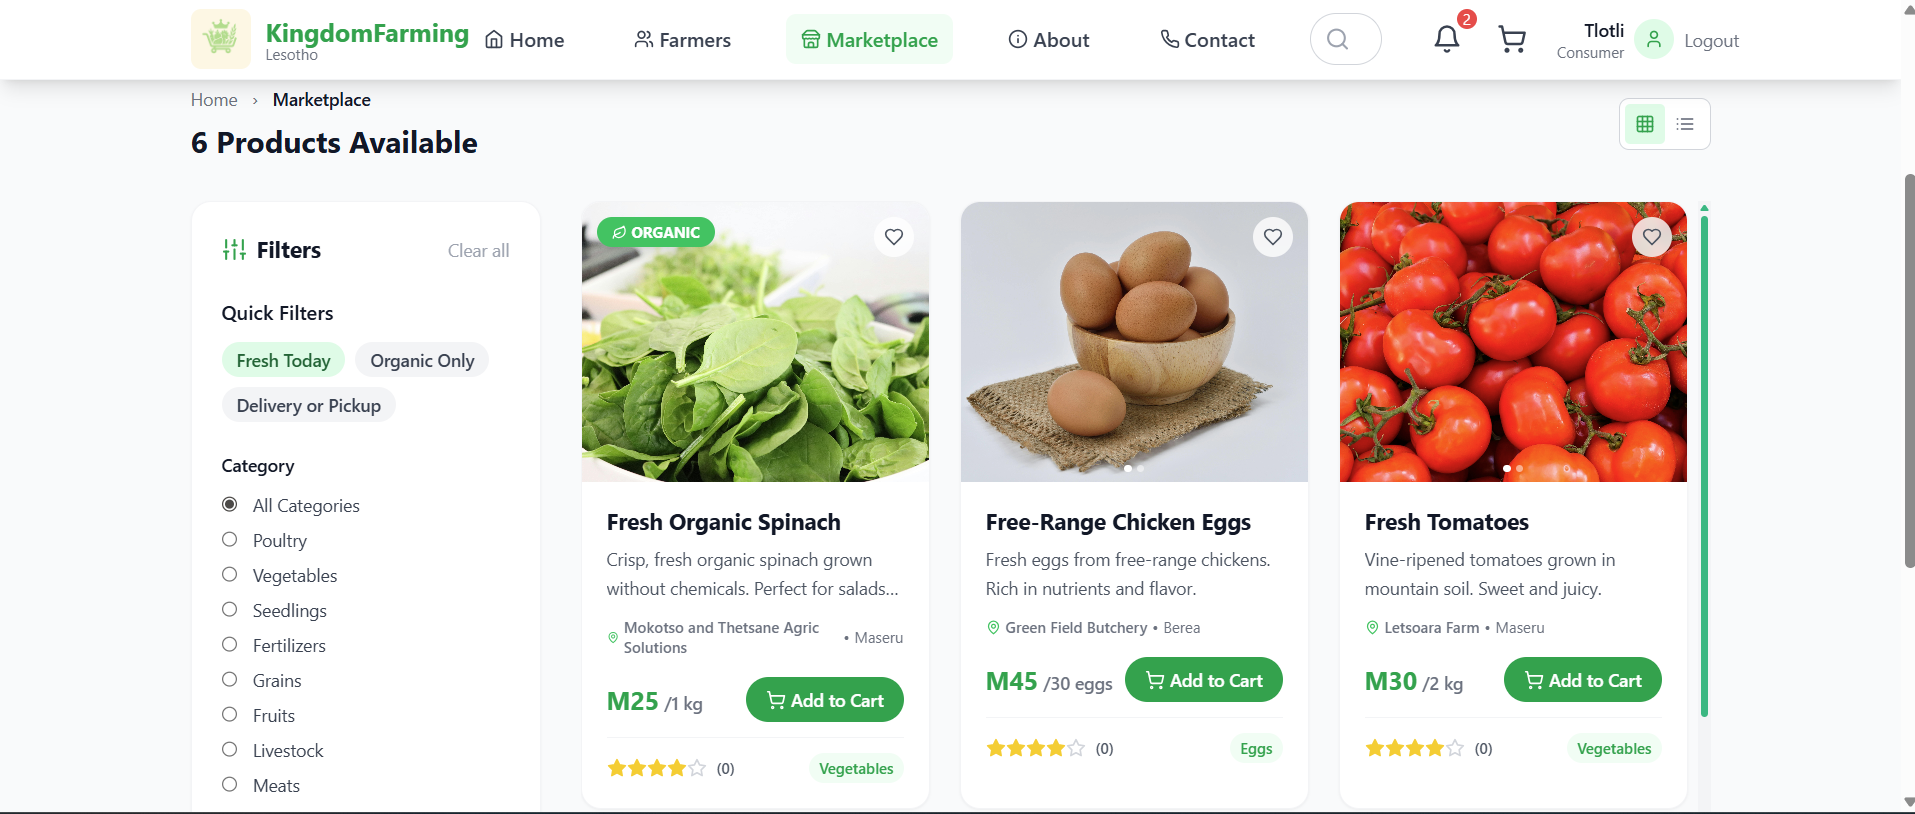 KingdomFarming
Lesotho
Home
Farmers
Marketplace
About
Contact
2
Tlotli
Consumer
Logout
Home › Marketplace
6 Products Available
Filters
Clear all
Quick Filters
Fresh Today
Organic Only
Delivery or Pickup
Category
All Categories
Poultry
Vegetables
Seedlings
Fertilizers
Grains
Fruits
Livestock
Meats
ORGANIC
Fresh Organic Spinach
Crisp, fresh organic spinach grown
without chemicals. Perfect for salads...
Mokotso and Thetsane Agric
Solutions
• Maseru
M25 /1 kg
Add to Cart
(0)
Vegetables
Free-Range Chicken Eggs
Fresh eggs from free-range chickens.
Rich in nutrients and flavor.
Green Field Butchery • Berea
M45 /30 eggs
Add to Cart
(0)
Eggs
Fresh Tomatoes
Vine-ripened tomatoes grown in
mountain soil. Sweet and juicy.
Letsoara Farm • Maseru
M30 /2 kg
Add to Cart
(0)
Vegetables